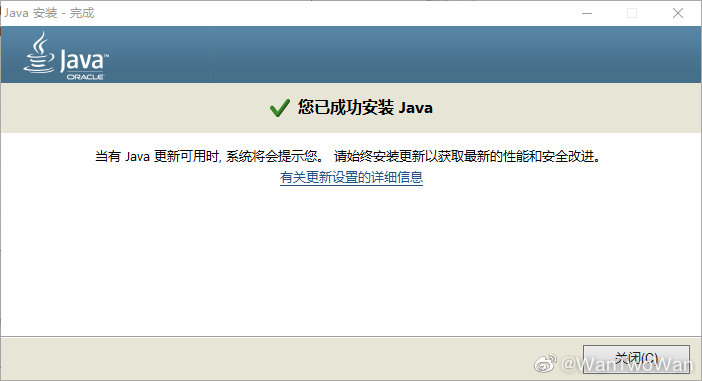 Java 安装 - 完成
Java™
ORACLE
您已成功安装 Java
当有 Java 更新可用时, 系统将会提示您。 请始终安装更新以获取最新的性能和安全改进。
有关更新设置的详细信息
关闭(C)
@WanTwoWan